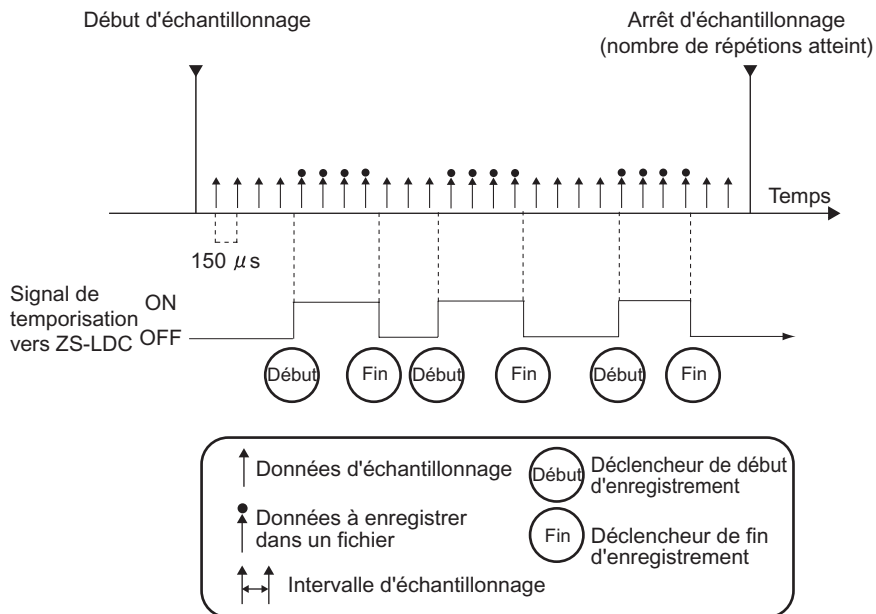 Début d'échantillonnage
Arrêt d'échantillonnage
(nombre de répétions atteint)
Temps
150 μs
Signal de
temporisation
vers ZS-LDC
ON
OFF
Début
Fin
Début
Fin
Début
Fin
Données d'échantillonnage
Données à enregistrer
dans un fichier
Intervalle d'échantillonnage
Début
Déclencheur de début
d'enregistrement
Fin
Déclencheur de fin
d'enregistrement